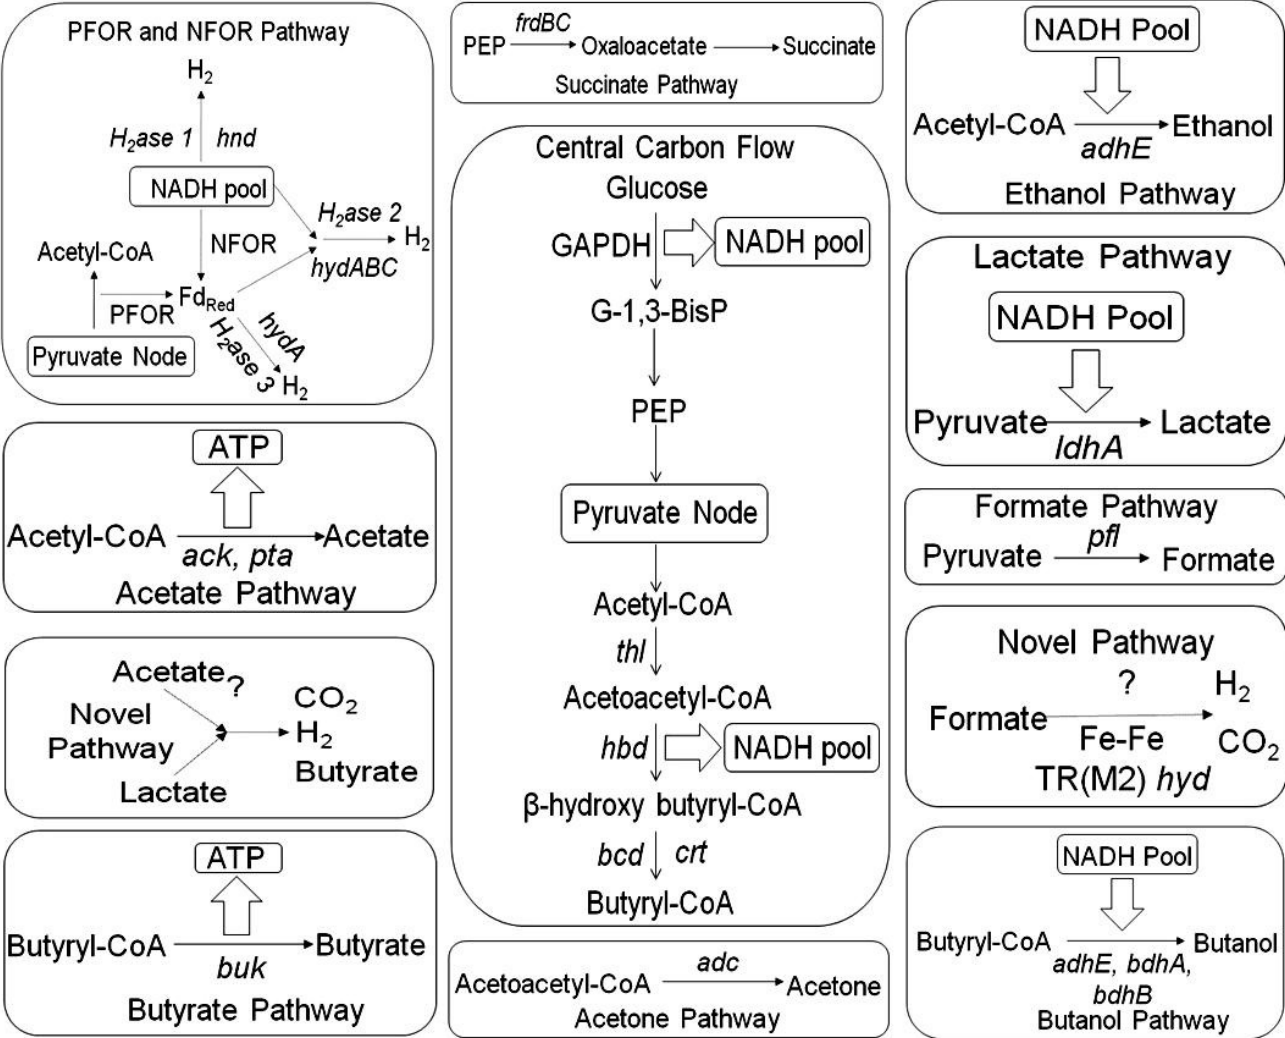 PFOR and NFOR Pathway
H₂
H₂ase 1 hnd
NADH pool
H₂ase 2
NFOR
H₂
Acetyl-CoA
hydABC
Fd_Red
PFOR
hydA
H₂ase 3
Pyruvate Node
H₂
ATP
Acetyl-CoA
Acetate
ack, pta
Acetate Pathway
Acetate
?
CO₂
Novel
Pathway
H₂
Butyrate
Lactate
ATP
Butyryl-CoA
Butyrate
buk
Butyrate Pathway
frdBC
PEP
Oxaloacetate
Succinate
Succinate Pathway
Central Carbon Flow
Glucose
GAPDH
NADH pool
G-1,3-BisP
PEP
Pyruvate Node
Acetyl-CoA
thl
Acetoacetyl-CoA
hbd
NADH pool
β-hydroxy butyryl-CoA
bcd
crt
Butyryl-CoA
adc
Acetoacetyl-CoA
Acetone
Acetone Pathway
NADH Pool
Acetyl-CoA
Ethanol
adhE
Ethanol Pathway
Lactate Pathway
NADH Pool
Pyruvate
Lactate
ldhA
Formate Pathway
pfl
Pyruvate
Formate
Novel Pathway
?
H₂
Formate
Fe-Fe
CO₂
TR(M2) hyd
NADH Pool
Butyryl-CoA
Butanol
adhE, bdhA,
bdhB
Butanol Pathway